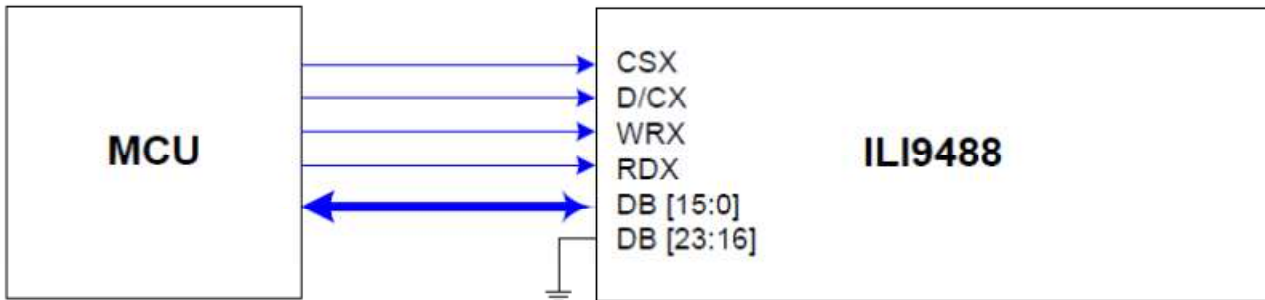 MCU
CSX
D/CX
WRX
RDX
DB [15:0]
DB [23:16]
ILI9488